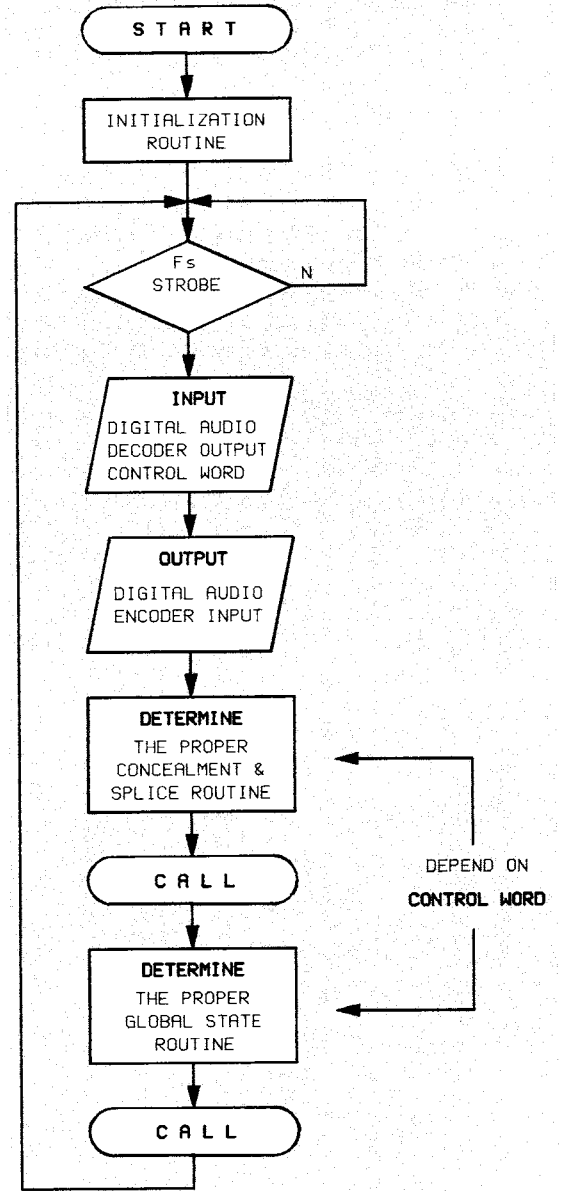 START
INITIALIZATION
ROUTINE
Fs
STROBE
N
INPUT
DIGITAL AUDIO
DECODER OUTPUT
CONTROL WORD
OUTPUT
DIGITAL AUDIO
ENCODER INPUT
DETERMINE
THE PROPER
CONCEALMENT &
SPLICE ROUTINE
CALL
DEPEND ON
CONTROL WORD
DETERMINE
THE PROPER
GLOBAL STATE
ROUTINE
CALL